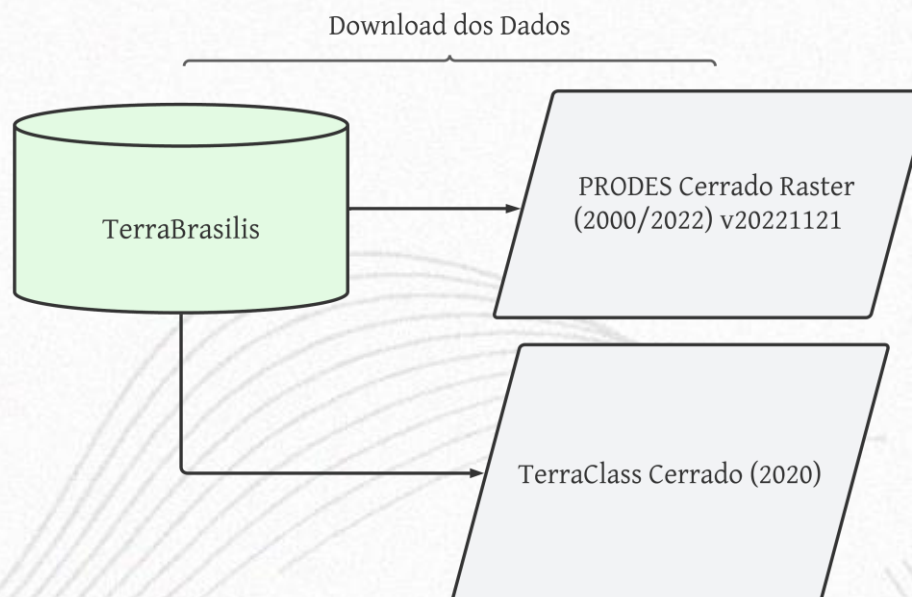 Download dos Dados
TerraBrasilis
PRODES Cerrado Raster
(2000/2022) v20221121
TerraClass Cerrado (2020)